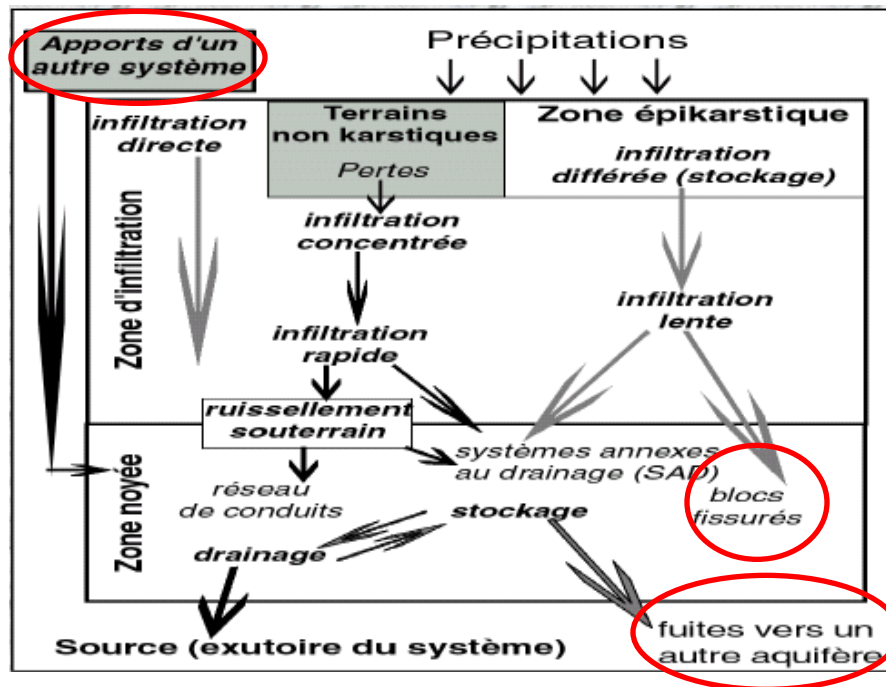 Apports d'un
autre système
Précipitations
infiltration
directe
Terrains
non karstiques
Pertes
Zone épikarstique
infiltration
différée (stockage)
Zone d'infiltration
infiltration
concentrée
infiltration
lente
infiltration
rapide
ruissellement
souterrain
Zone noyée
systèmes annexes
au drainage (SAD)
réseau
de conduits
blocs
fissurés
stockage
drainage
Source (exutoire du système)
fuites vers un
autre aquifère